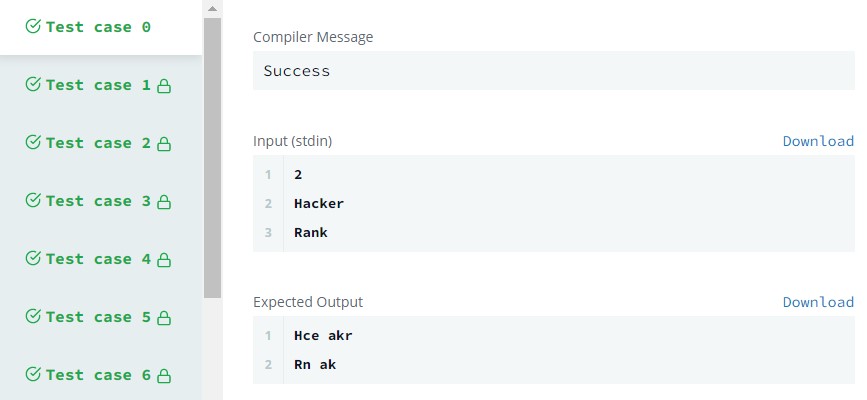 Test case 0
Test case 1
Test case 2
Test case 3
Test case 4
Test case 5
Test case 6
Compiler Message
Success
Input (stdin)
Download
1 2
2 Hacker
3 Rank
Expected Output
Download
1 Hce akr
2 Rn ak